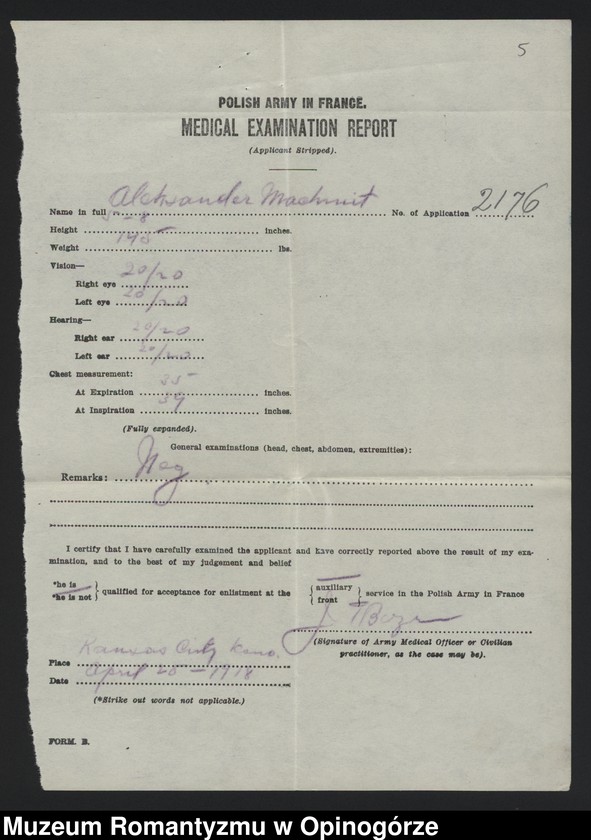 5
POLISH ARMY IN FRANCE.
MEDICAL EXAMINATION REPORT
(Applicant Stripped).
Name in full Aleksander Machnit No. of Application 2176
Height 5-8 inches.
Weight 145 lbs.
Vision—
Right eye 20/20
Left eye 20/20
Hearing—
Right ear 20/20
Left ear 20/20
Chest measurement:
At Expiration 35 inches.
At Inspiration 39 inches.
(Fully expanded).
General examinations (head, chest, abdomen, extremities):
Remarks: Neg
I certify that I have carefully examined the applicant and have correctly reported above the result of my exa-
mination, and to the best of my judgement and belief
*he is
*he is not } qualified for acceptance for enlistment at the { auxiliary
front } service in the Polish Army in France
(Signature of Army Medical Officer or Civilian
practitioner, as the case may be).
Place Kansas City Kans.
Date April 20 - 1918
(*Strike out words not applicable.)
FORM. B.
Muzeum Romantyzmu w Opinogórze